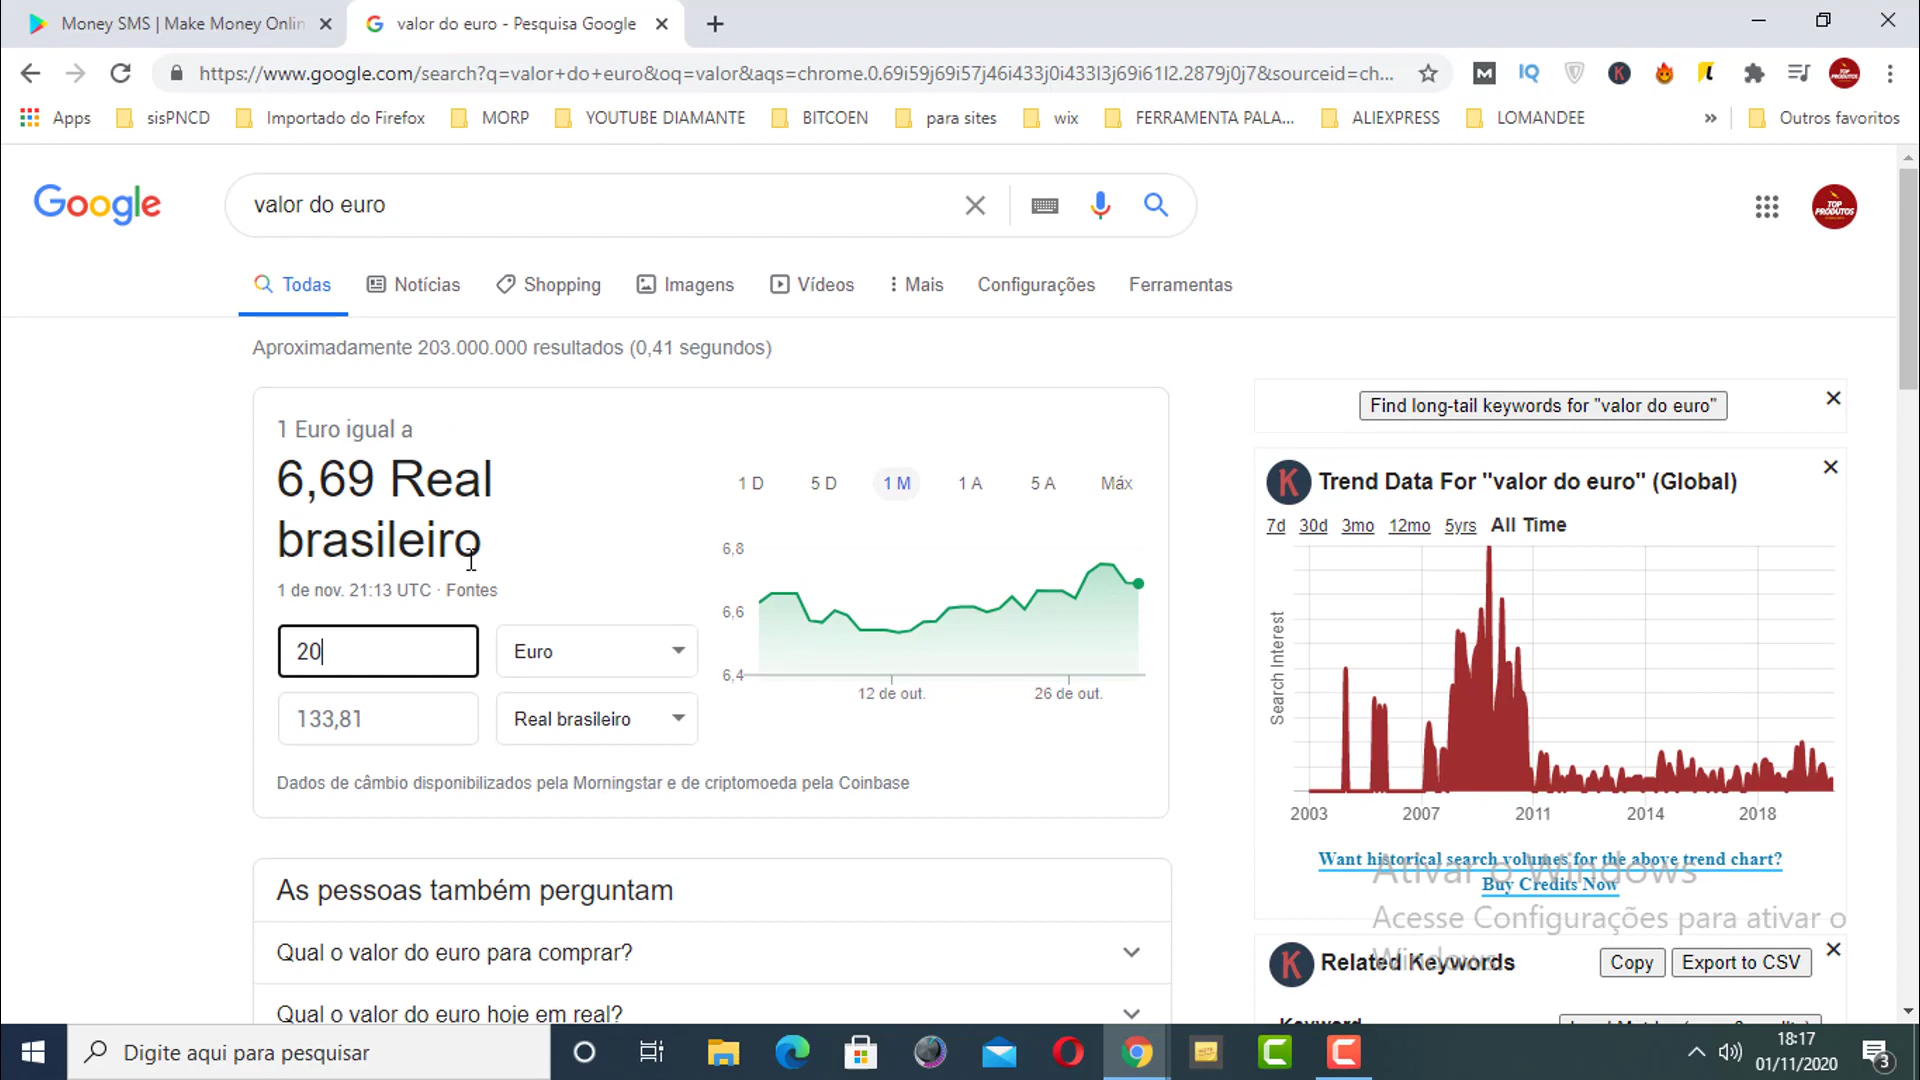 Money SMS | Make Money Onlin
valor do euro - Pesquisa Google
https://www.google.com/search?q=valor+do+euro&oq=valor&aqs=chrome.0.69i59j69i57j46i433j0i433l3j69i61l2.2879j0j7&sourceid=ch...
Apps sisPNCD Importado do Firefox MORP YOUTUBE DIAMANTE BITCOEN para sites wix FERRAMENTA PALA... ALIEXPRESS LOMANDEE » Outros favoritos
Google
valor do euro
TOP PRODUTOS
Todas Notícias Shopping Imagens Vídeos Mais Configurações Ferramentas
Aproximadamente 203.000.000 resultados (0,41 segundos)
1 Euro igual a
6,69 Real
brasileiro
1 de nov. 21:13 UTC · Fontes
20 Euro
133,81 Real brasileiro
1 D 5 D 1 M 1 A 5 A Máx
6,8
6,6
6,4
12 de out. 26 de out.
Dados de câmbio disponibilizados pela Morningstar e de criptomoeda pela Coinbase
As pessoas também perguntam
Qual o valor do euro para comprar?
Qual o valor do euro hoje em real?
Find long-tail keywords for "valor do euro"
K Trend Data For "valor do euro" (Global)
7d 30d 3mo 12mo 5yrs All Time
Search Interest
2003 2007 2011 2014 2018
Want historical search volumes for the above trend chart?
Buy Credits Now
Ativar o Windows
Acesse Configurações para ativar o
Windows.
K Related Keywords Copy Export to CSV
Keyword
Digite aqui para pesquisar
18:17
01/11/2020
3